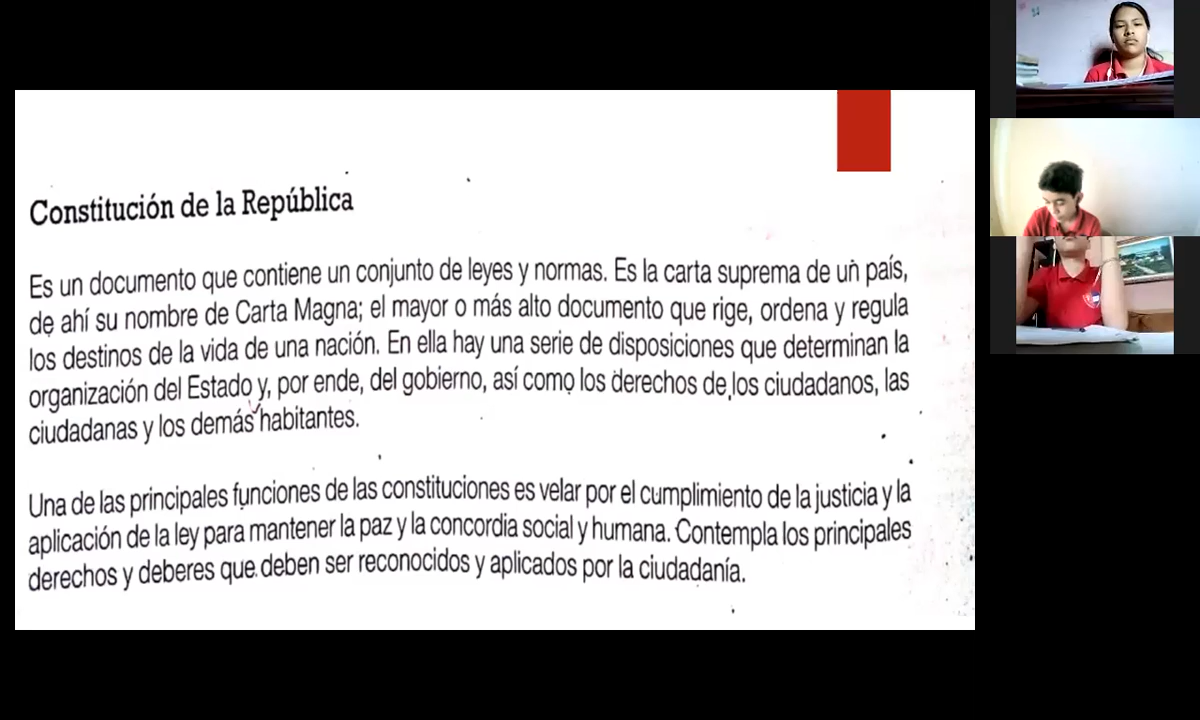 Constitución de la República
Es un documento que contiene un conjunto de leyes y normas. Es la carta suprema de un país,
de ahí su nombre de Carta Magna; el mayor o más alto documento que rige, ordena y regula
los destinos de la vida de una nación. En ella hay una serie de disposiciones que determinan la
organización del Estado y, por ende, del gobierno, así como los derechos de los ciudadanos, las
ciudadanas y los demás habitantes.
Una de las principales funciones de las constituciones es velar por el cumplimiento de la justicia y la
aplicación de la ley para mantener la paz y la concordia social y humana. Contempla los principales
derechos y deberes que deben ser reconocidos y aplicados por la ciudadanía.